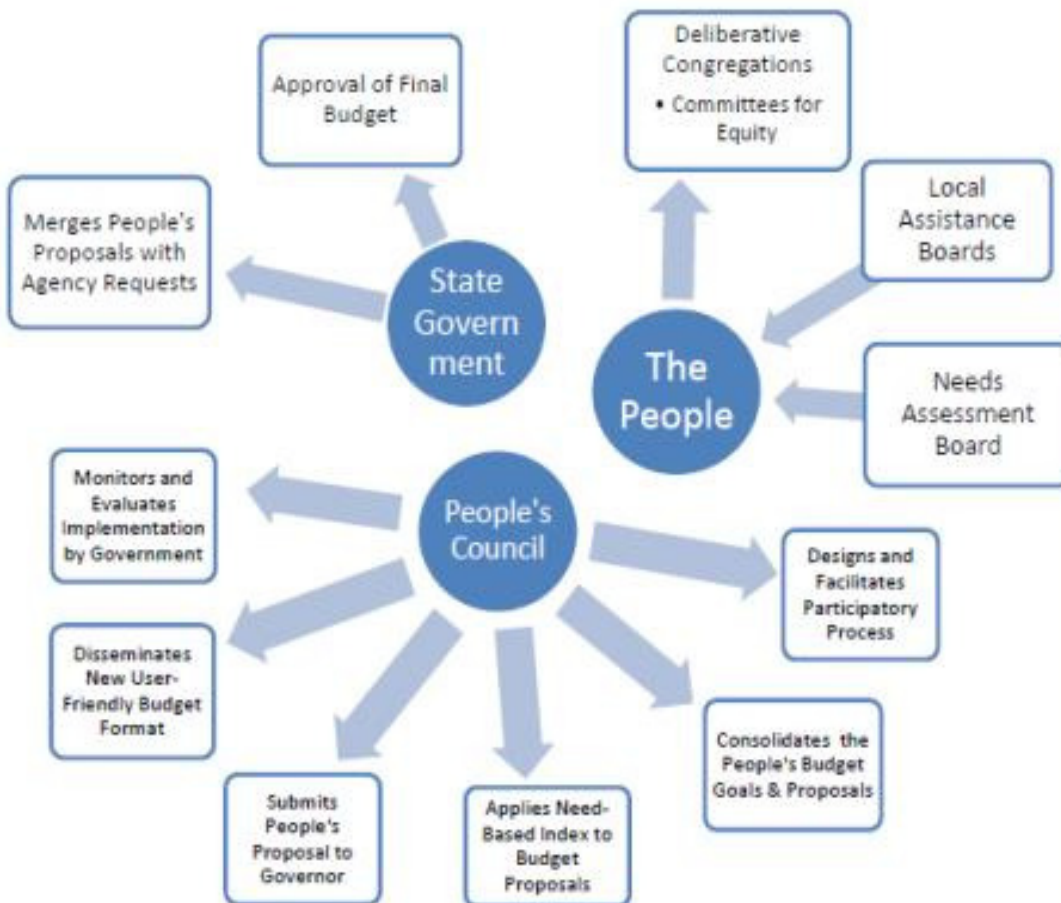 Approval of Final
Budget
Deliberative
Congregations
• Committees for
Equity
Merges People's
Proposals with
Agency Requests
Local
Assistance
Boards
State
Govern
ment
The
People
Needs
Assessment
Board
Monitors and
Evaluates
Implementation
by Government
People's
Council
Designs and
Facilitates
Participatory
Process
Disseminates
New User-
Friendly Budget
Format
Consolidates the
People's Budget
Goals & Proposals
Submits
People's
Proposal to
Governor
Applies Need-
Based Index to
Budget
Proposals